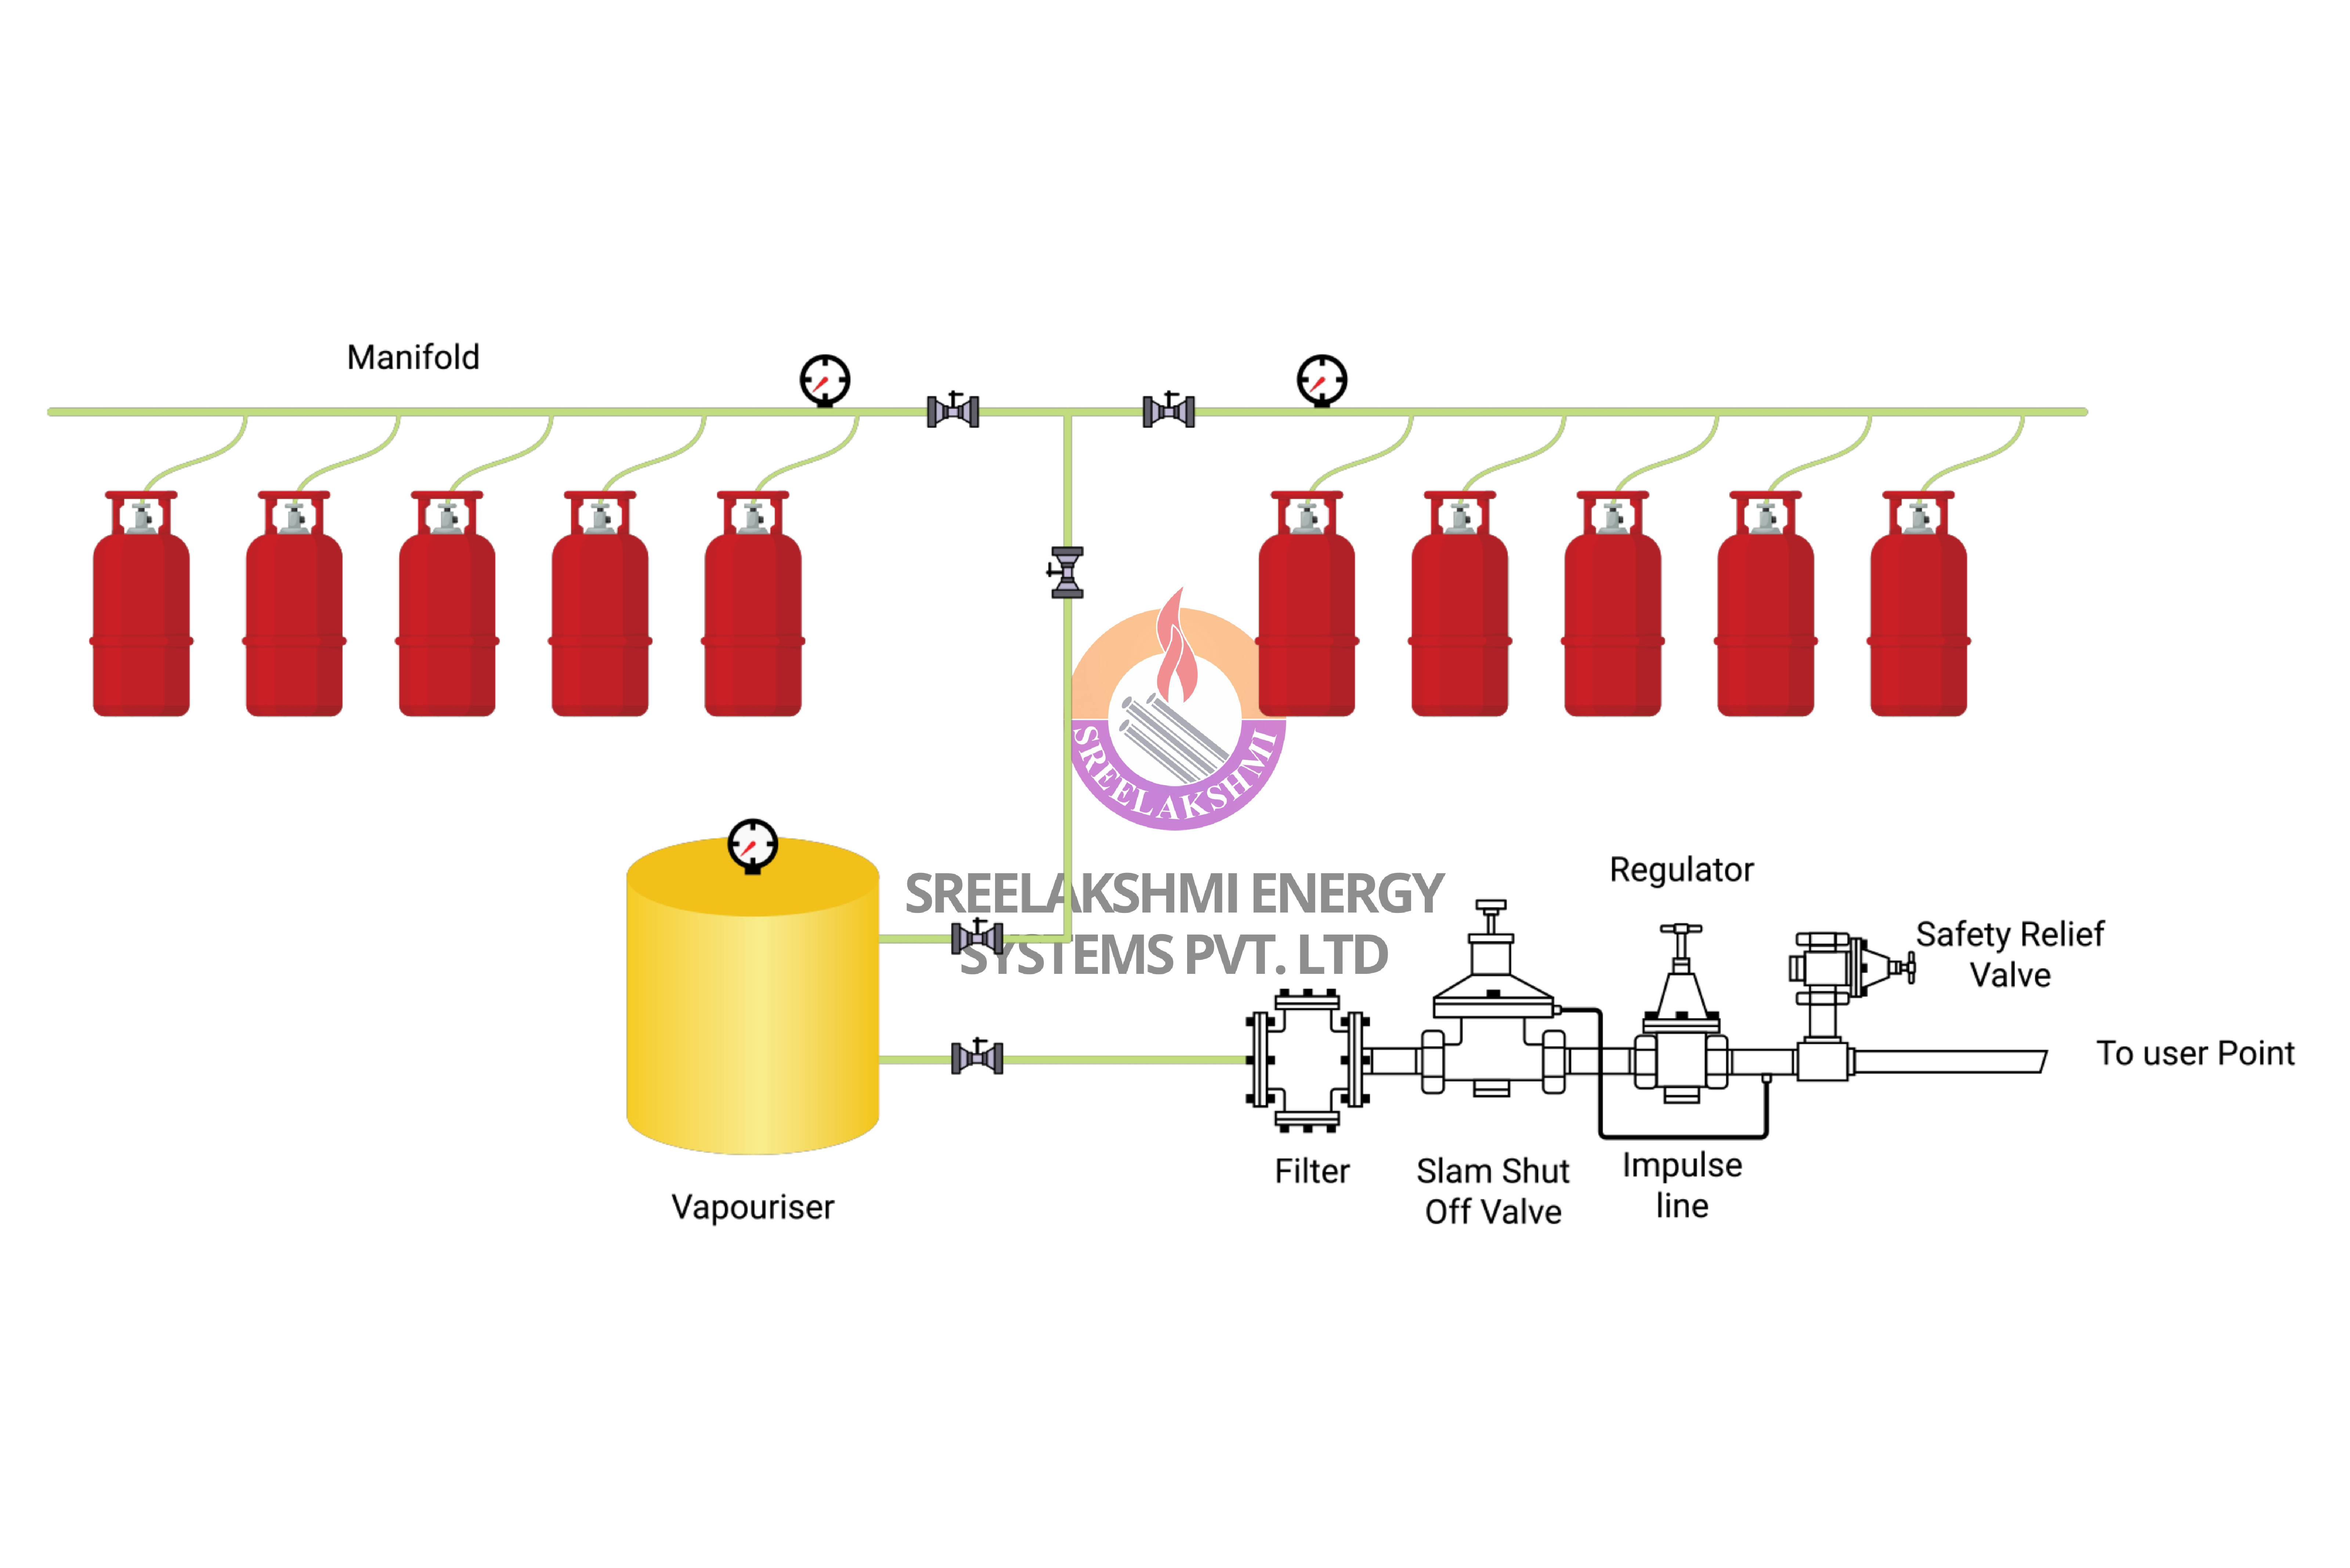 Manifold
SREELAKSHMI
SREELAKSHMI ENERGY
SYSTEMS PVT. LTD
Regulator
Safety Relief
Valve
To user Point
Filter
Slam Shut
Off Valve
Impulse
line
Vapouriser